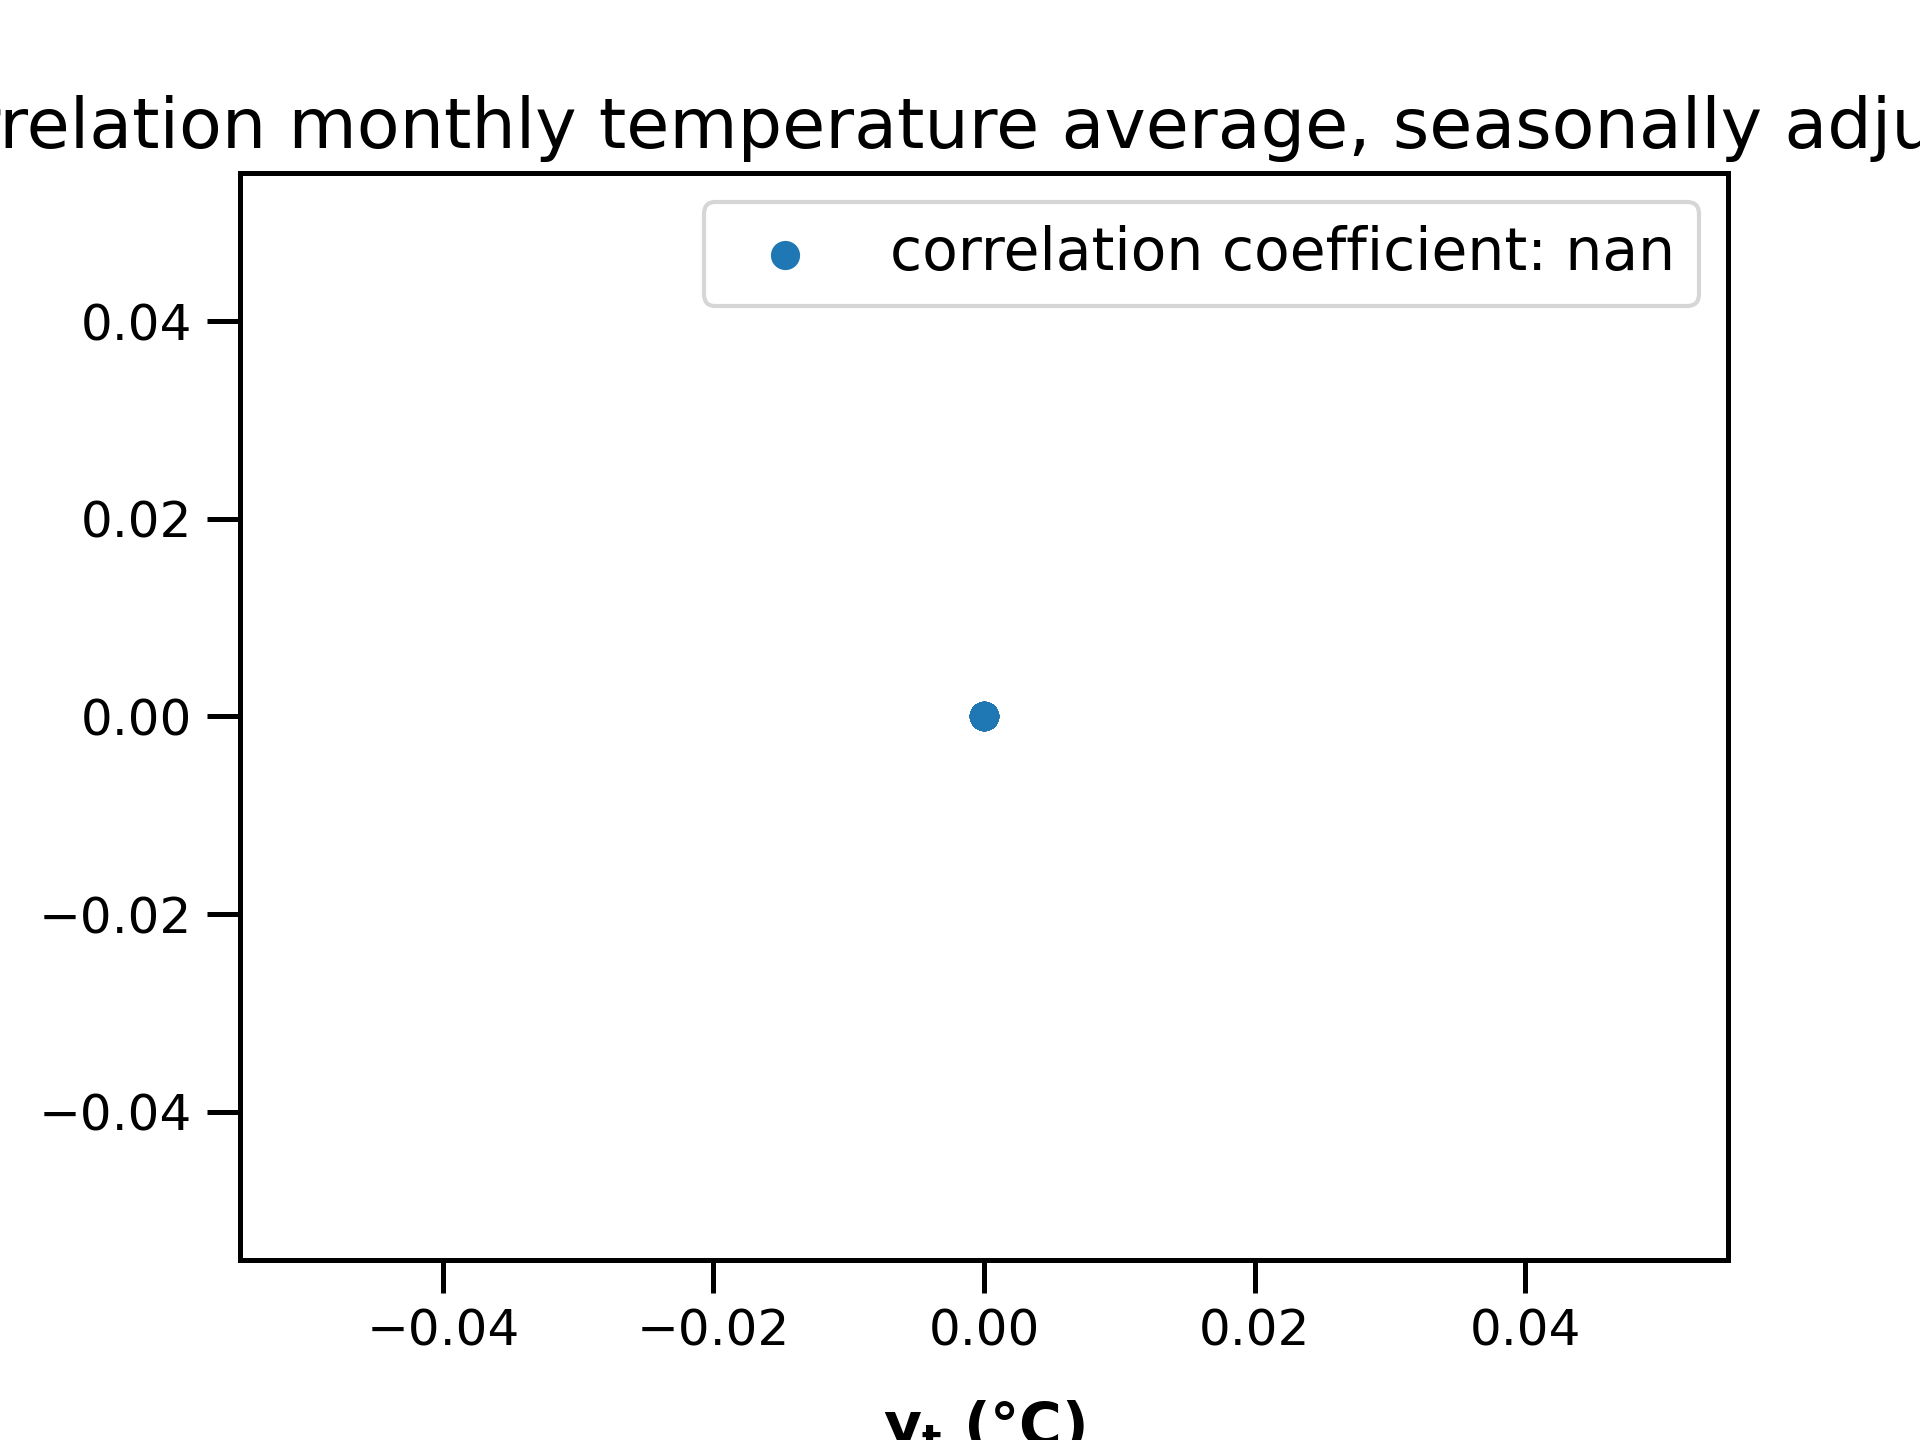 relation monthly temperature average, seasonally adju
correlation coefficient: nan
0.04
0.02
0.00
−0.02
−0.04
−0.04 −0.02 0.00 0.02 0.04
(°C)